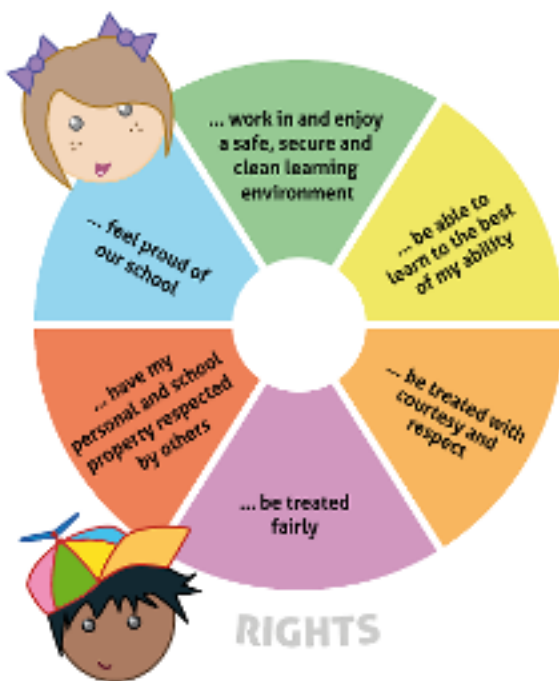 ... work in and enjoy
a safe, secure and
clean learning
environment
... be able to
learn to the best
of my ability
... be treated with
courtesy and
respect
... be treated
fairly
... have my
personal and school
property respected
by others
... feel proud of
our school
RIGHTS